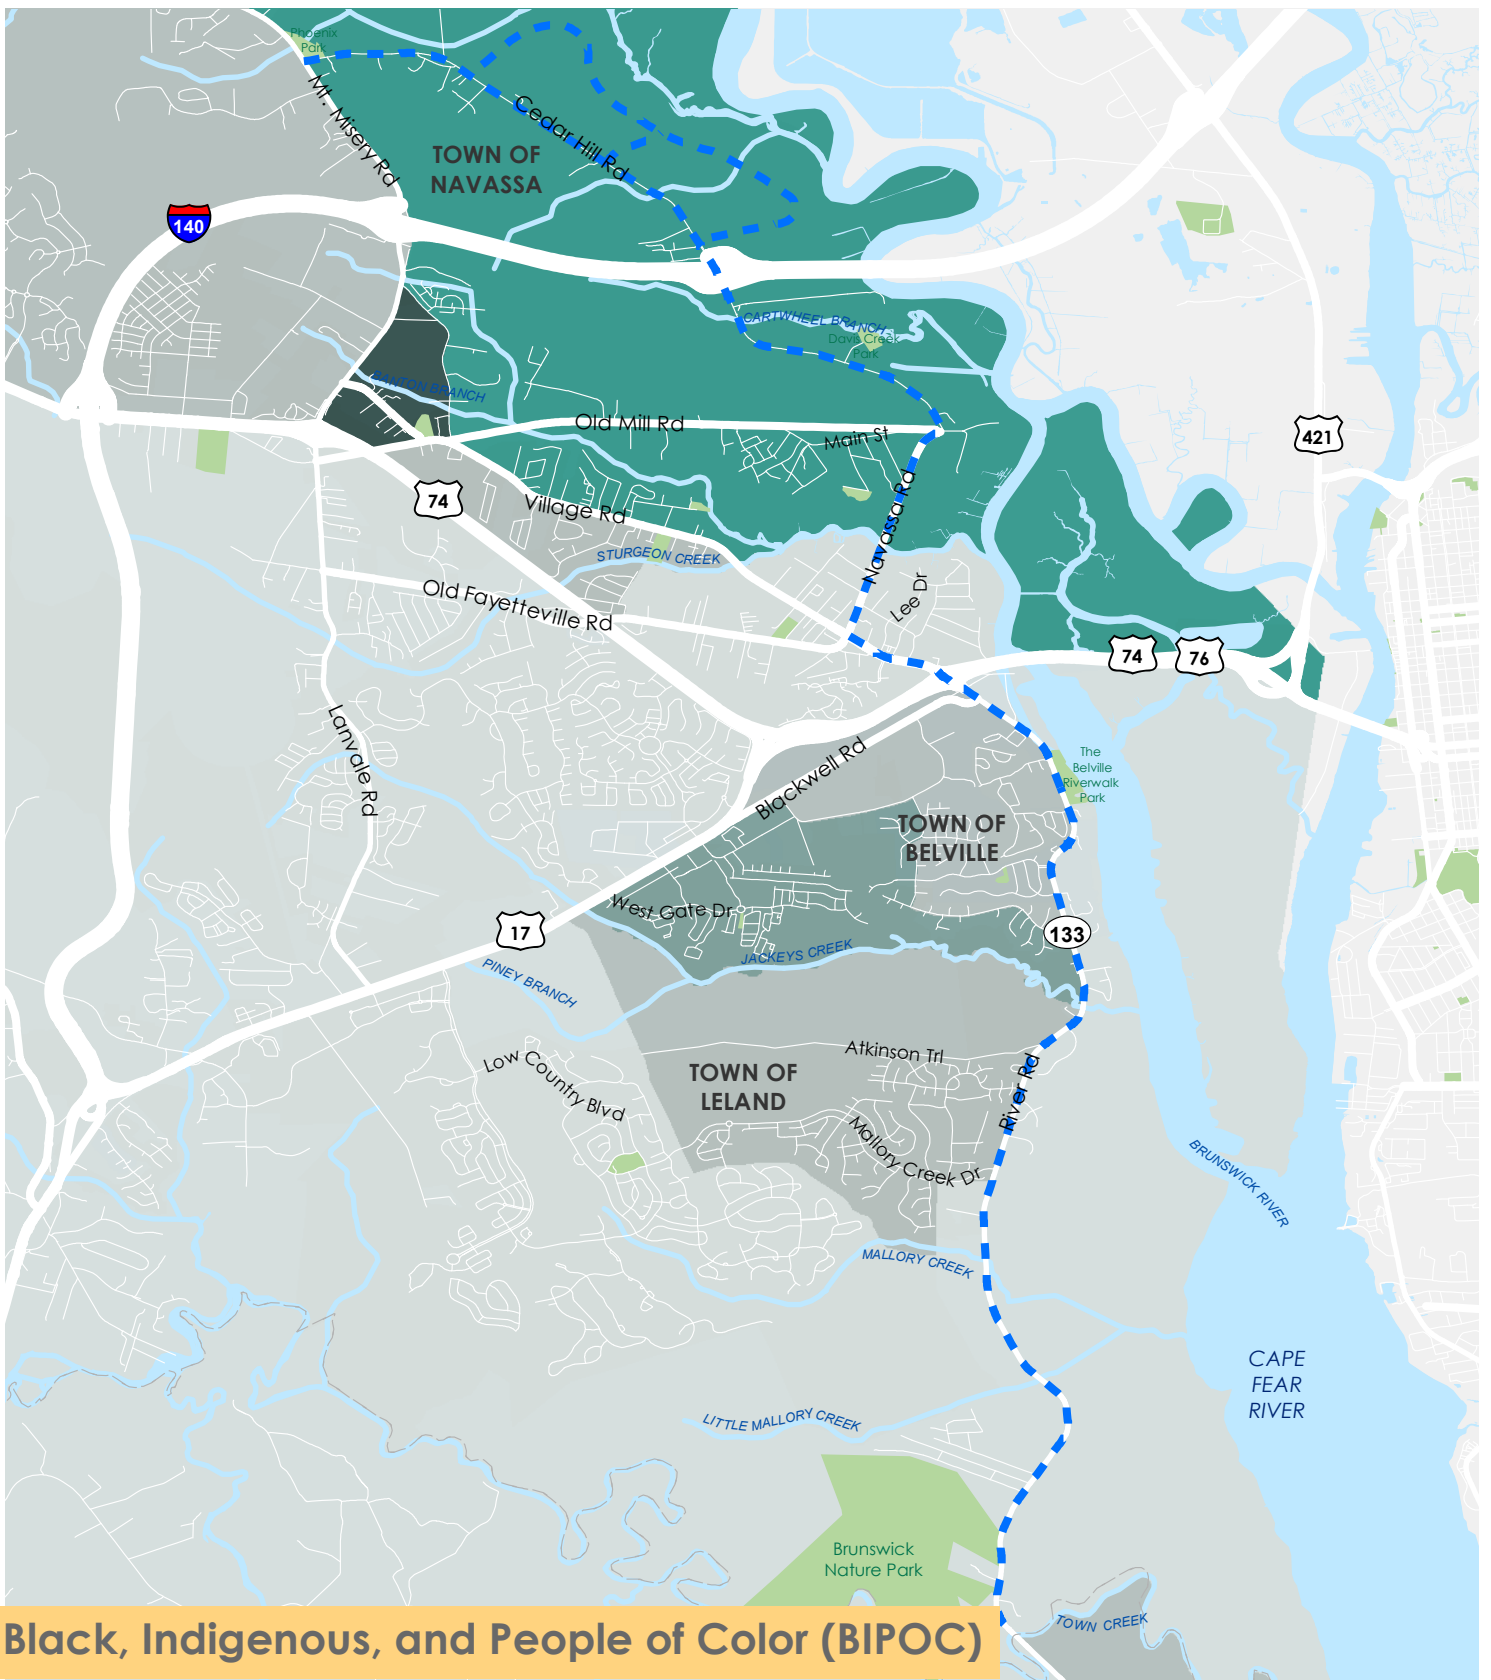 Phoenix
Park
Mt. Misery Rd
Cedar Hill Rd
TOWN OF
NAVASSA
140
CARTWHEEL BRANCH
Davis Creek
Park
BANTON BRANCH
Old Mill Rd
Main St
421
74
Village Rd
Navassa Rd
STURGEON CREEK
Old Fayetteville Rd
Lee Dr
74
76
Lanvale Rd
Blackwell Rd
The
Belville
Riverwalk
Park
TOWN OF
BELVILLE
West Gate Dr
17
133
JACKEYS CREEK
PINEY BRANCH
Atkinson Trl
Low Country Blvd
TOWN OF
LELAND
River Rd
Mallory Creek Dr
BRUNSWICK RIVER
MALLORY CREEK
CAPE
FEAR
RIVER
LITTLE MALLORY CREEK
Brunswick
Nature Park
TOWN CREEK
Black, Indigenous, and People of Color (BIPOC)